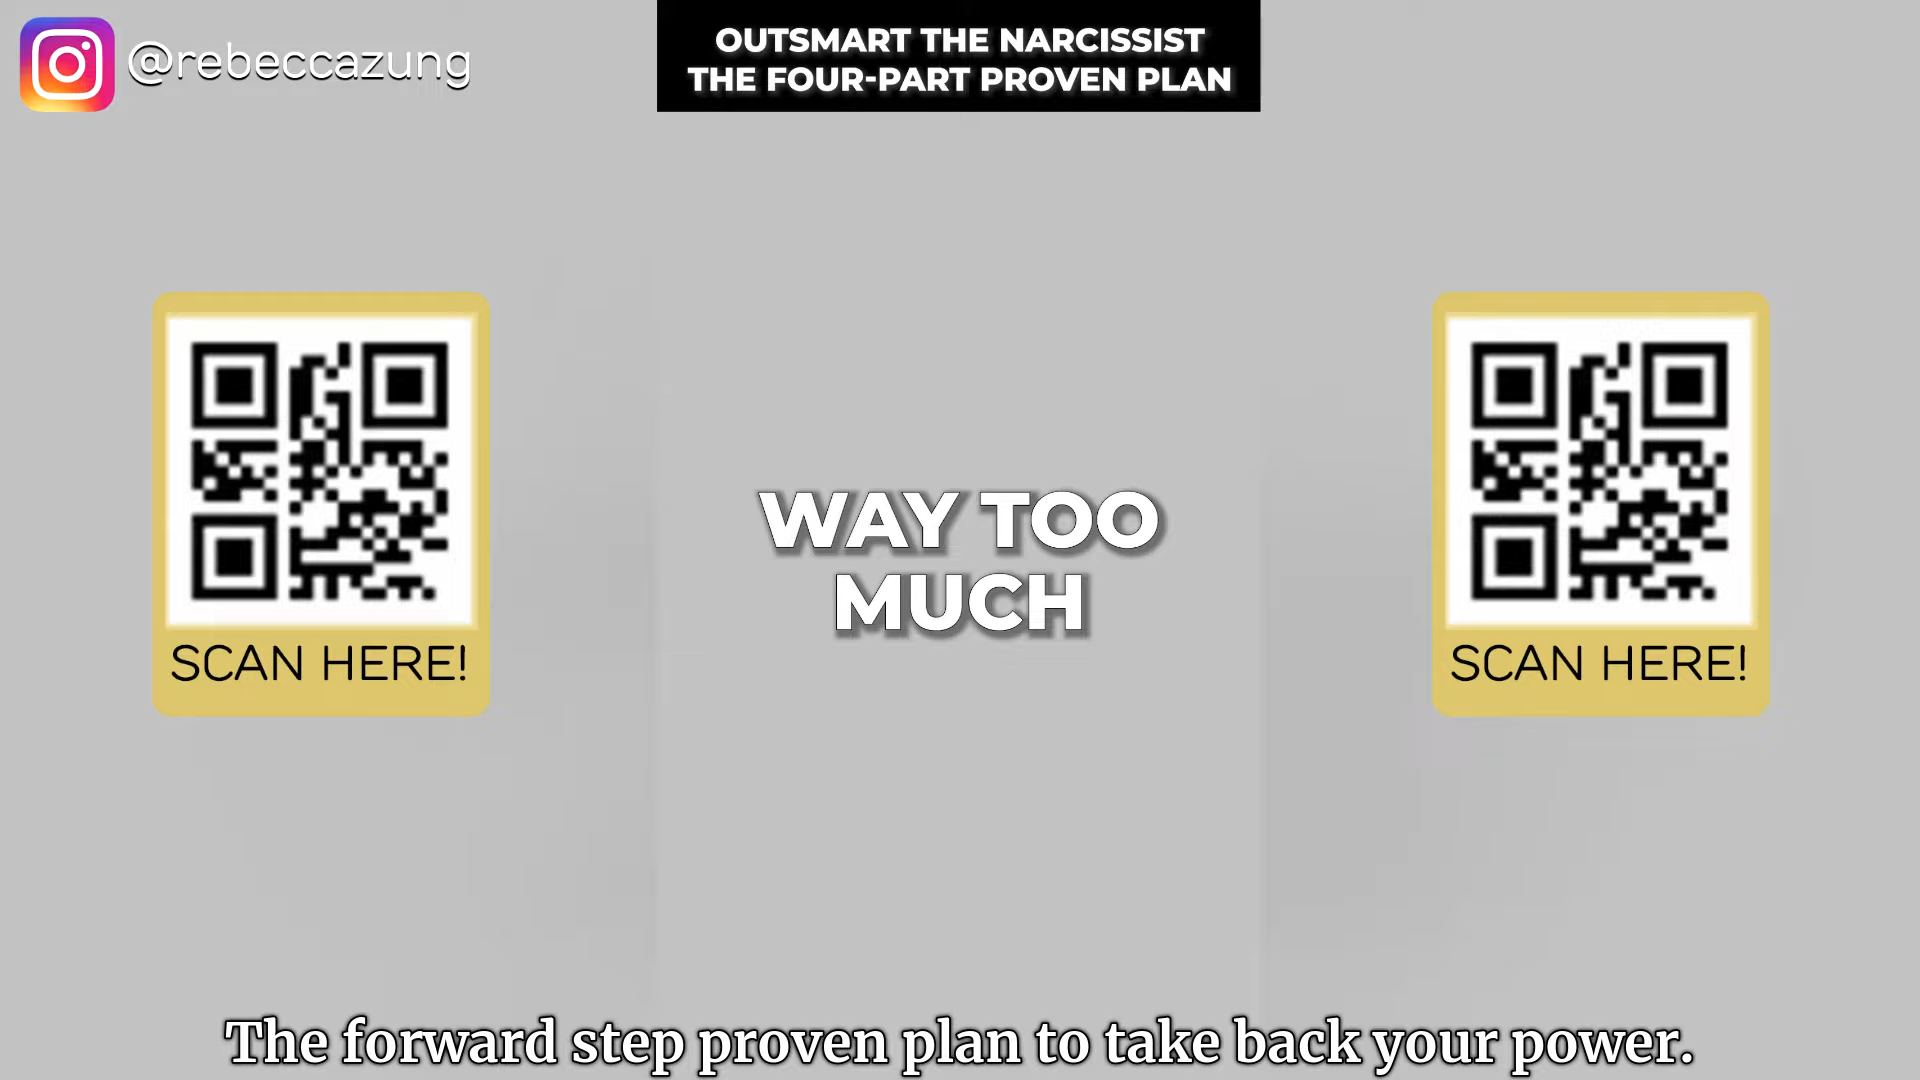 @rebeccazung
OUTSMART THE NARCISSIST
THE FOUR-PART PROVEN PLAN
WAY TOO
MUCH
SCAN HERE!
SCAN HERE!
The forward step proven plan to take back your power.